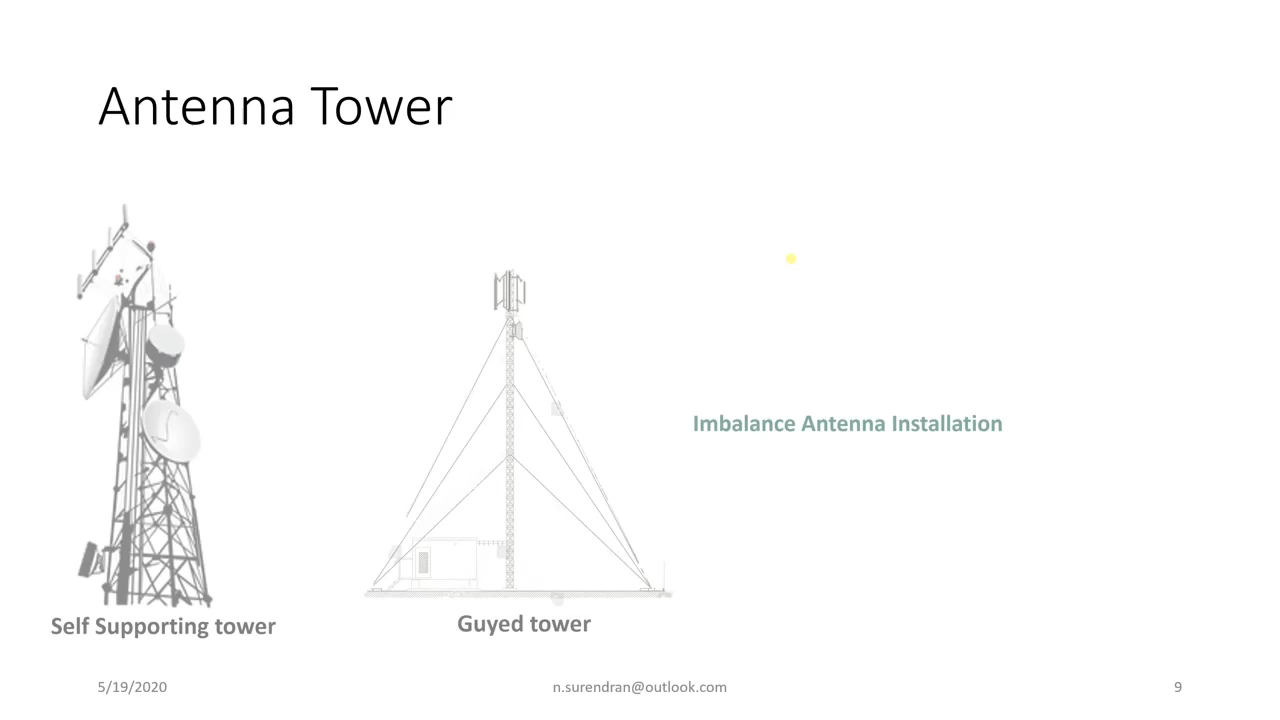 Antenna Tower
Imbalance Antenna Installation
Self Supporting tower
Guyed tower
5/19/2020
n.surendran@outlook.com
9